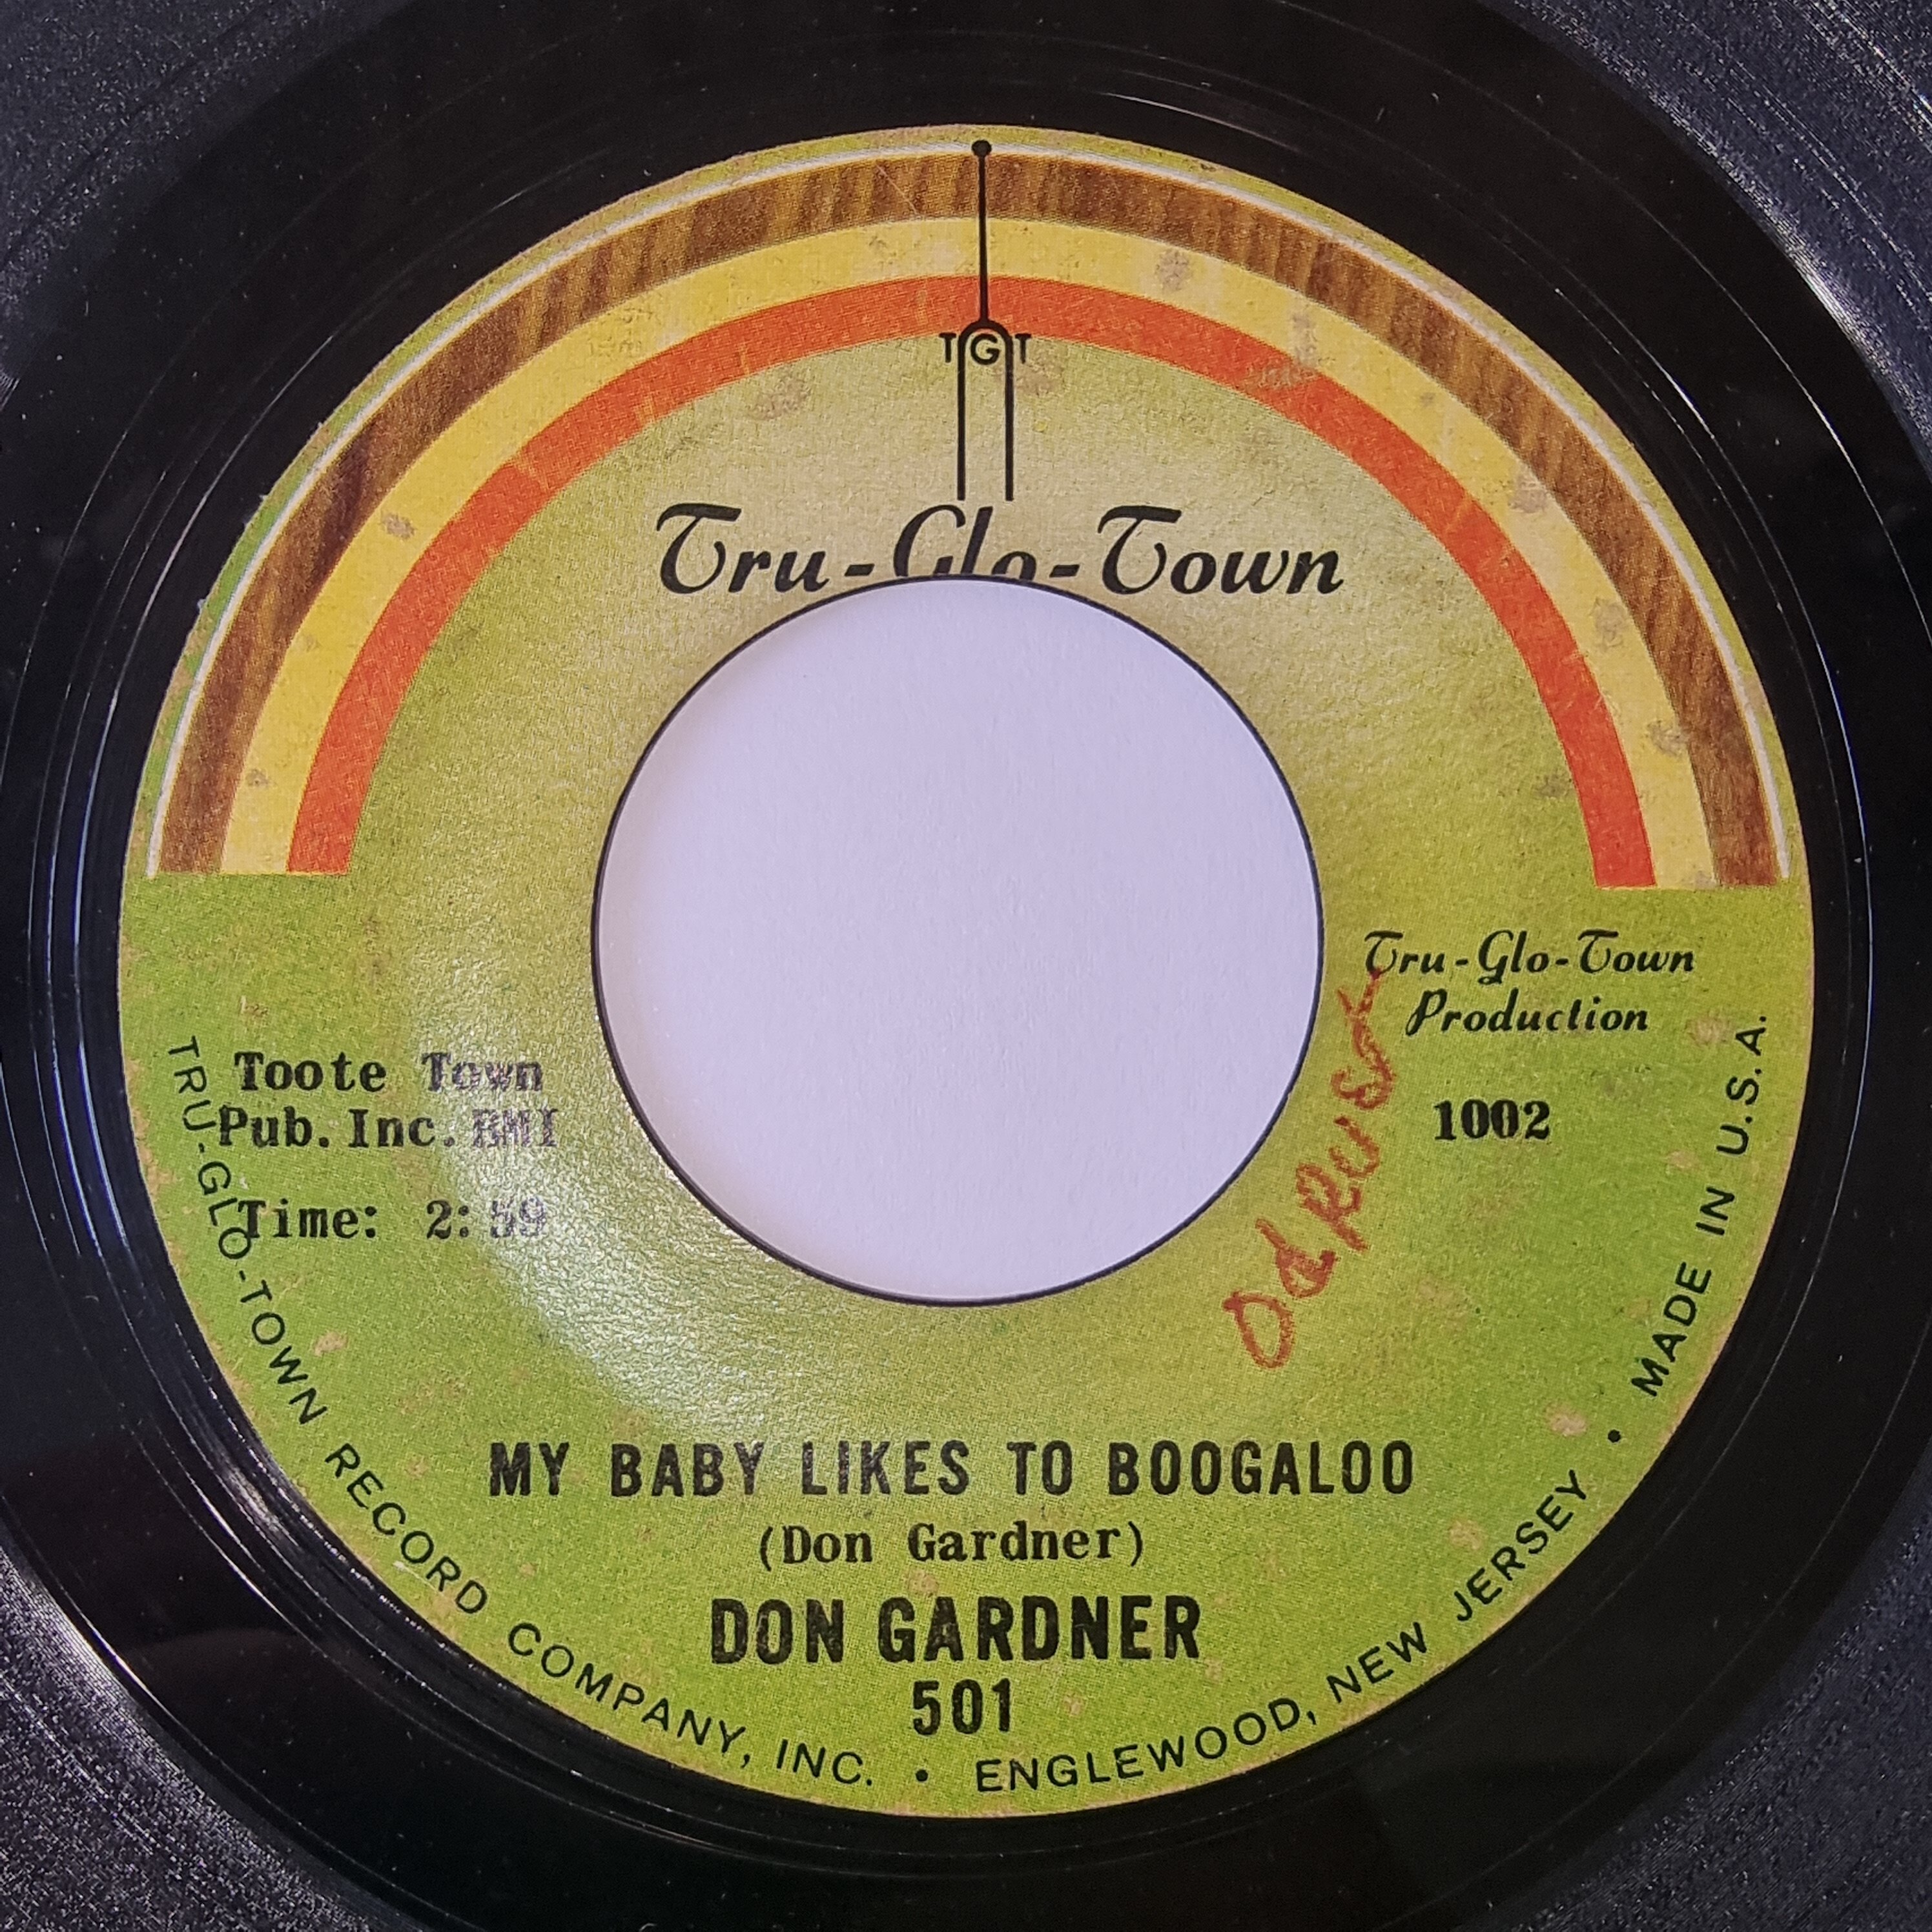 TGT
Tru-Glo-Town
Tru-Glo-Town
Production
1002
Toote Town
Pub. Inc. BMI
Time: 2:59
MY BABY LIKES TO BOOGALOO
(Don Gardner)
DON GARDNER
501
TRU-GLO-TOWN RECORD COMPANY, INC. • ENGLEWOOD, NEW JERSEY • MADE IN U.S.A.